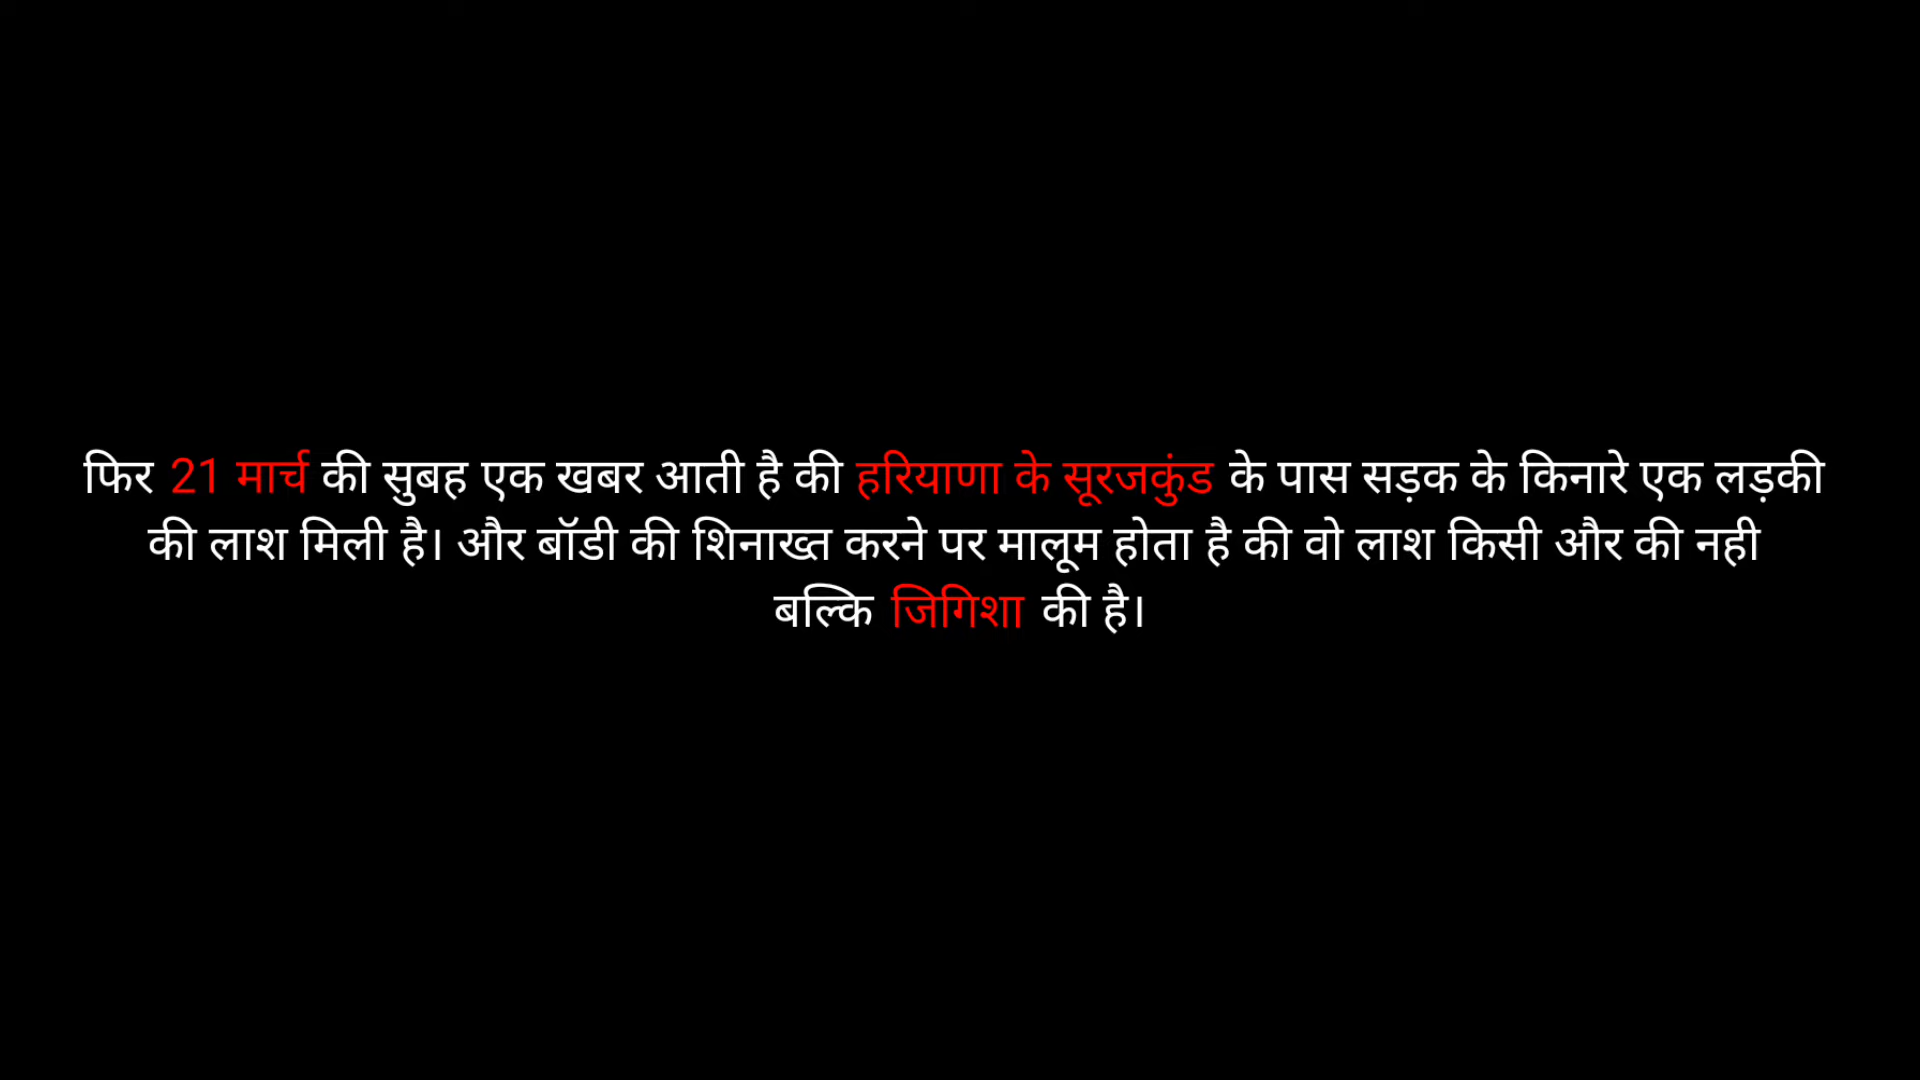 फिर 21 मार्च की सुबह एक खबर आती है की हरियाणा के सूरजकुंड के पास सड़क के किनारे एक लड़की
की लाश मिली है। और बॉडी की शिनाख्त करने पर मालूम होता है की वो लाश किसी और की नही
बल्कि जिगिशा की है।